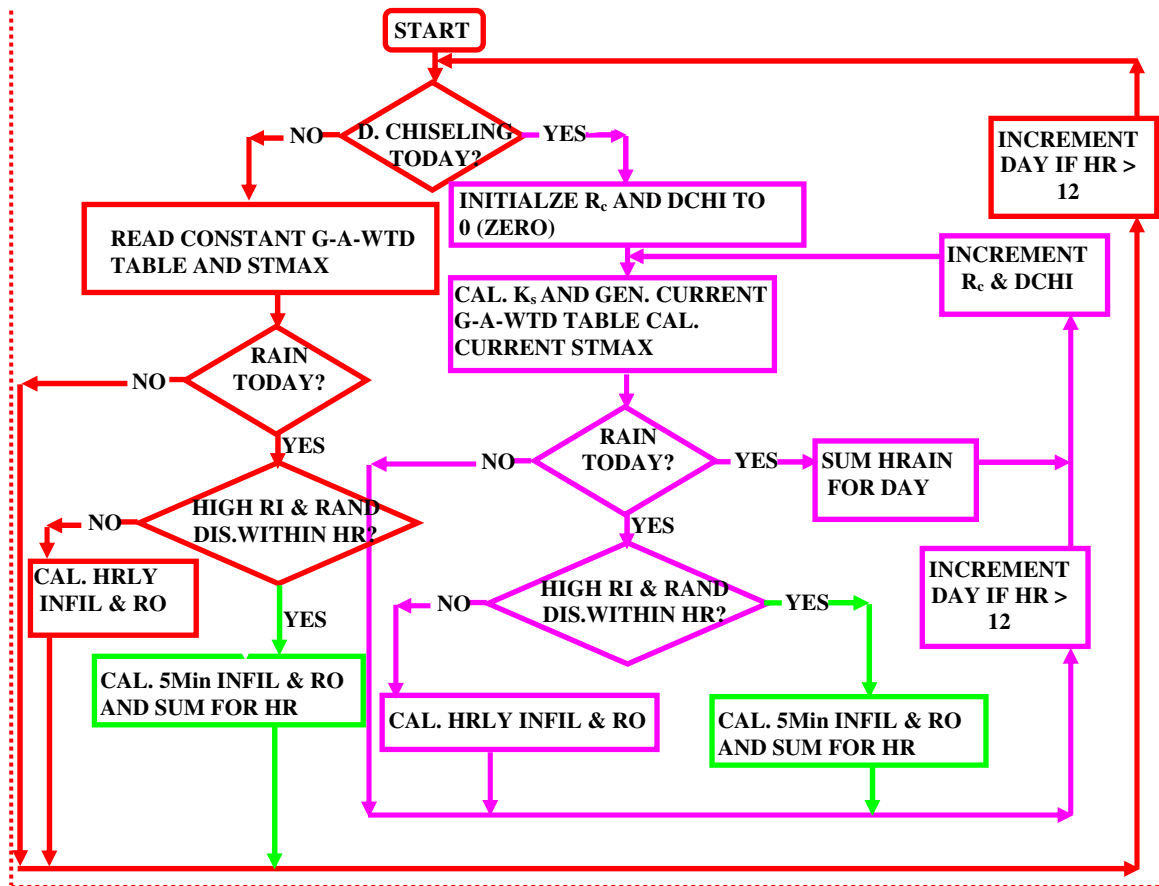 START
NO
D. CHISELING
TODAY?
YES
INCREMENT
DAY IF HR >
12
INITIALZE Rc AND DCHI TO
0 (ZERO)
READ CONSTANT G-A-WTD
TABLE AND STMAX
INCREMENT
Rc & DCHI
CAL. Ks AND GEN. CURRENT
G-A-WTD TABLE CAL.
CURRENT STMAX
NO
RAIN
TODAY?
YES
NO
RAIN
TODAY?
YES
SUM HRAIN
FOR DAY
YES
NO
HIGH RI & RAND
DIS.WITHIN HR?
CAL. HRLY
INFIL & RO
YES
CAL. 5Min INFIL & RO
AND SUM FOR HR
NO
HIGH RI & RAND
DIS.WITHIN HR?
YES
INCREMENT
DAY IF HR >
12
CAL. HRLY INFIL & RO
CAL. 5Min INFIL & RO
AND SUM FOR HR